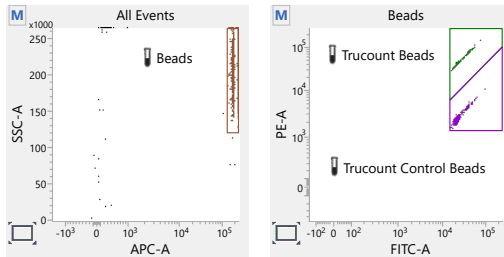 M
All Events
x1000
250
200
150
100
50
0
SSC-A
Beads
-10³ 0 10³ 10⁴ 10⁵
APC-A
M
Beads
10⁵
10⁴
10³
0
PE-A
Trucount Beads
Trucount Control Beads
-10² 0 10² 10³ 10⁴ 10⁵
FITC-A